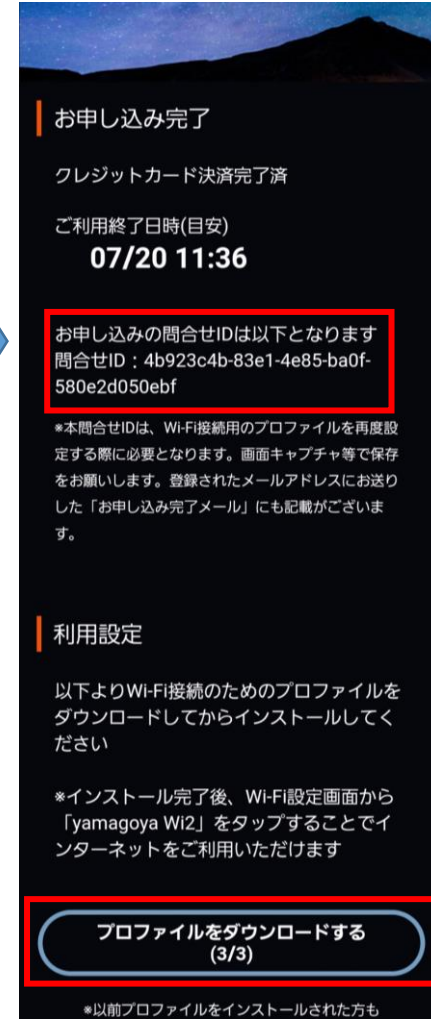 お申し込み完了
クレジットカード決済完了済
ご利用終了日時(目安)
07/20 11:36
お申し込みの問合せIDは以下となります
問合せID：4b923c4b-83e1-4e85-ba0f-
580e2d050ebf
※本問合せIDは、Wi-Fi接続用のプロファイルを再度設
定する際に必要となります。画面キャプチャ等で保存
をお願いします。登録されたメールアドレスにお送り
した「お申し込み完了メール」にも記載がございま
す。
利用設定
以下よりWi-Fi接続のためのプロファイルを
ダウンロードしてからインストールしてく
ださい
※インストール完了後、Wi-Fi設定画面から
「yamagoya Wi2」をタップすることでイ
ンターネットをご利用いただけます
プロファイルをダウンロードする
(3/3)
※以前プロファイルをインストールされた方も